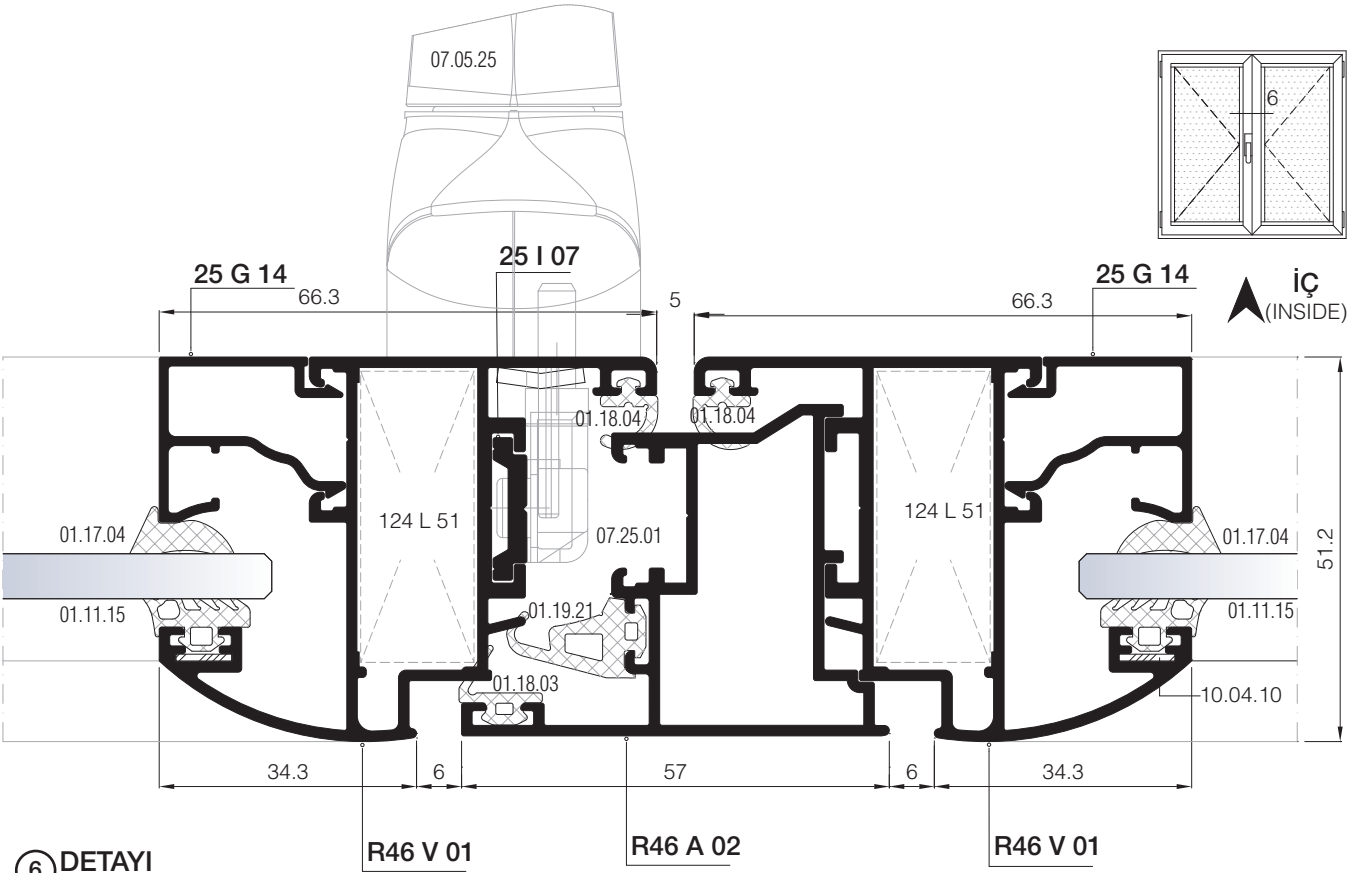 07.05.25
6
25 G 14
25 I 07
25 G 14
İÇ
(INSIDE)
66.3
5
66.3
01.18.04
01.18.04
124 L 51
124 L 51
07.25.01
01.17.04
01.17.04
51.2
01.11.15
01.11.15
01.19.21
01.18.03
10.04.10
34.3
6
57
6
34.3
R46 V 01
R46 A 02
R46 V 01
6 DETAYI